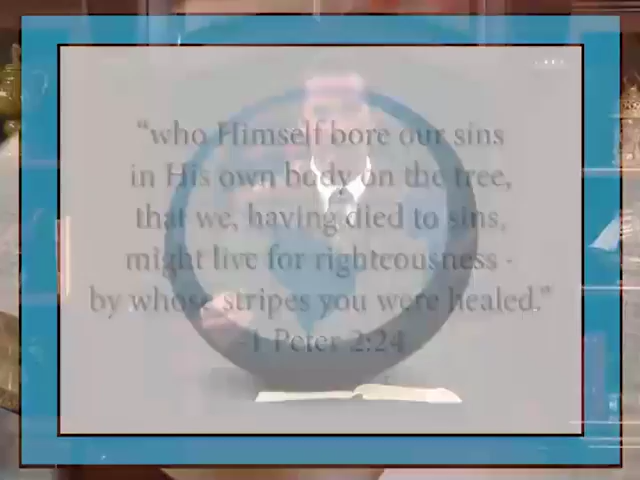 “who Himself bore our sins
in His own body on the tree,
that we, having died to sins,
might live for righteousness -
by whose stripes you were healed.”
-1 Peter 2:24